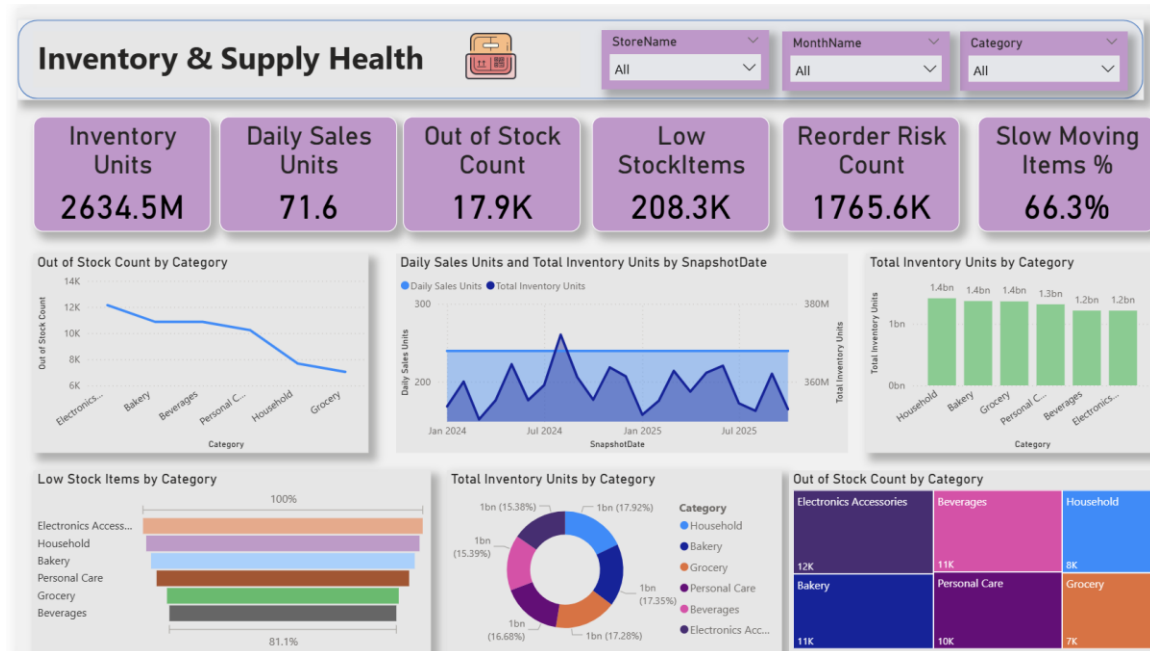 Inventory & Supply Health
StoreName
All
MonthName
All
Category
All
Inventory
Units
2634.5M
Daily Sales
Units
71.6
Out of Stock
Count
17.9K
Low
StockItems
208.3K
Reorder Risk
Count
1765.6K
Slow Moving
Items %
66.3%
Out of Stock Count by Category
Out of Stock Count
14K
12K
10K
8K
6K
Electronics...
Bakery
Beverages
Personal C...
Household
Grocery
Category
Daily Sales Units and Total Inventory Units by SnapshotDate
Daily Sales Units
Total Inventory Units
Daily Sales Units
300
200
380M
360M
Total Inventory Units
Jan 2024
Jul 2024
Jan 2025
Jul 2025
SnapshotDate
Total Inventory Units by Category
Total Inventory Units
1bn
0bn
1.4bn
1.4bn
1.4bn
1.3bn
1.2bn
1.2bn
Household
Bakery
Grocery
Personal C...
Beverages
Electronics...
Category
Low Stock Items by Category
100%
Electronics Access...
Household
Bakery
Personal Care
Grocery
Beverages
81.1%
Total Inventory Units by Category
1bn (15.38%)
1bn (17.92%)
1bn
(15.39%)
1bn
(17.35%)
1bn
(16.68%)
1bn (17.28%)
Category
Household
Bakery
Grocery
Personal Care
Beverages
Electronics Acc...
Out of Stock Count by Category
Electronics Accessories
12K
Beverages
11K
Household
8K
Bakery
11K
Personal Care
10K
Grocery
7K